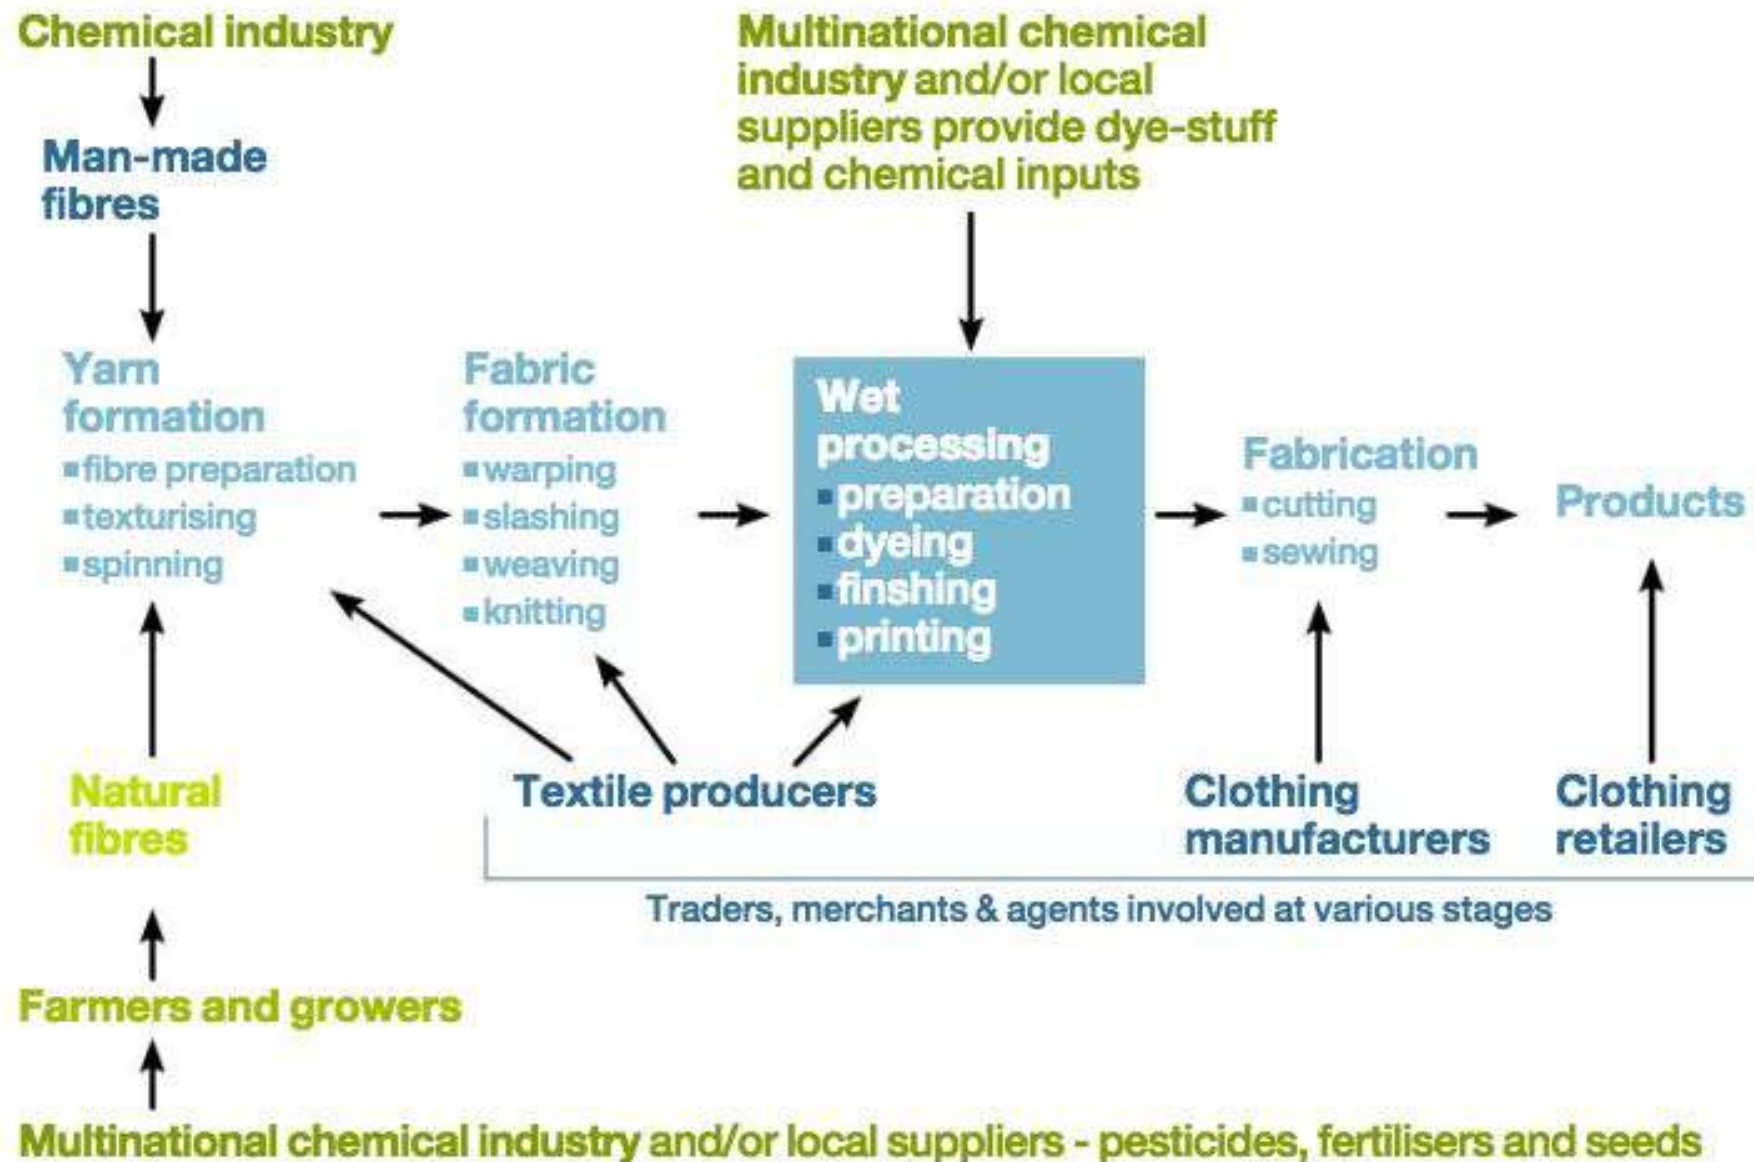 Chemical industry
Man-made
fibres
Multinational chemical
industry and/or local
suppliers provide dye-stuff
and chemical inputs
Yarn
formation
▪fibre preparation
▪texturising
▪spinning
Fabric
formation
▪warping
▪slashing
▪weaving
▪knitting
Wet
processing
▪preparation
▪dyeing
▪finshing
▪printing
Fabrication
▪cutting
▪sewing
Products
Natural
fibres
Textile producers
Clothing
manufacturers
Clothing
retailers
Traders, merchants & agents involved at various stages
Farmers and growers
Multinational chemical industry and/or local suppliers - pesticides, fertilisers and seeds